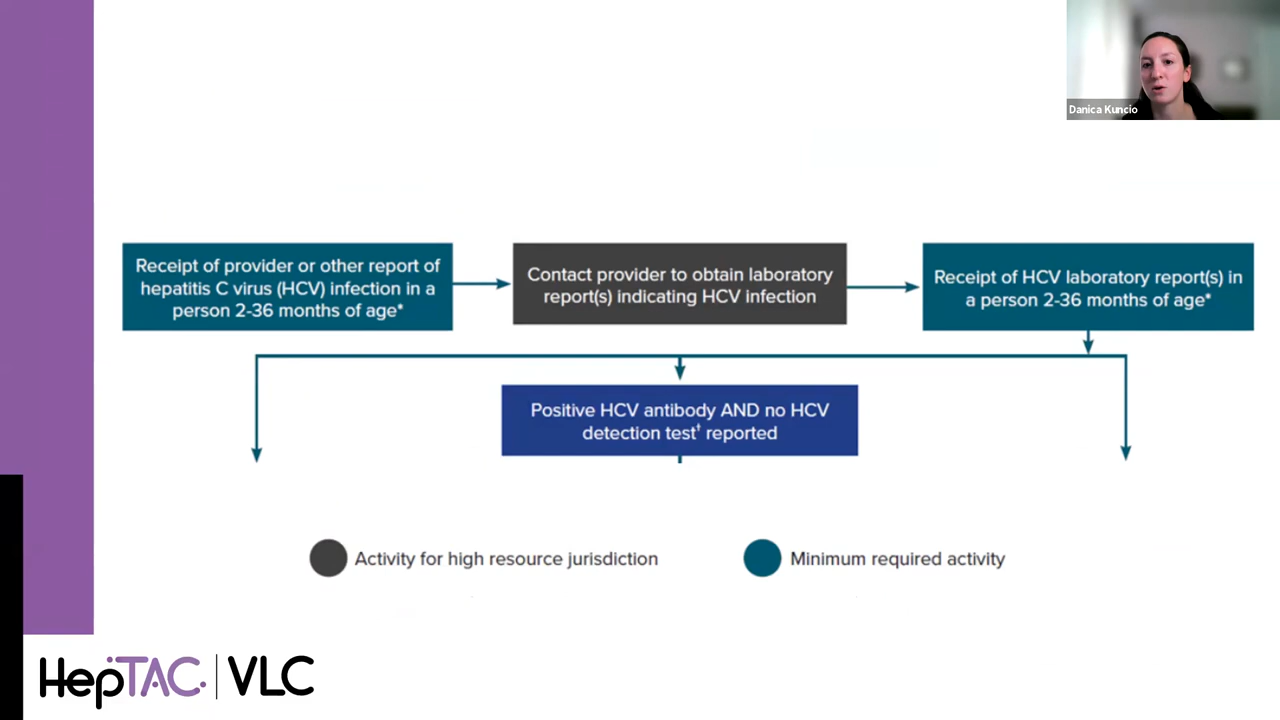 Danica Kuncio
Receipt of provider or other report of
hepatitis C virus (HCV) infection in a
person 2-36 months of age*
Contact provider to obtain laboratory
report(s) indicating HCV infection
Receipt of HCV laboratory report(s) in
a person 2-36 months of age*
Positive HCV antibody AND no HCV
detection test† reported
Activity for high resource jurisdiction
Minimum required activity
HepTAC VLC